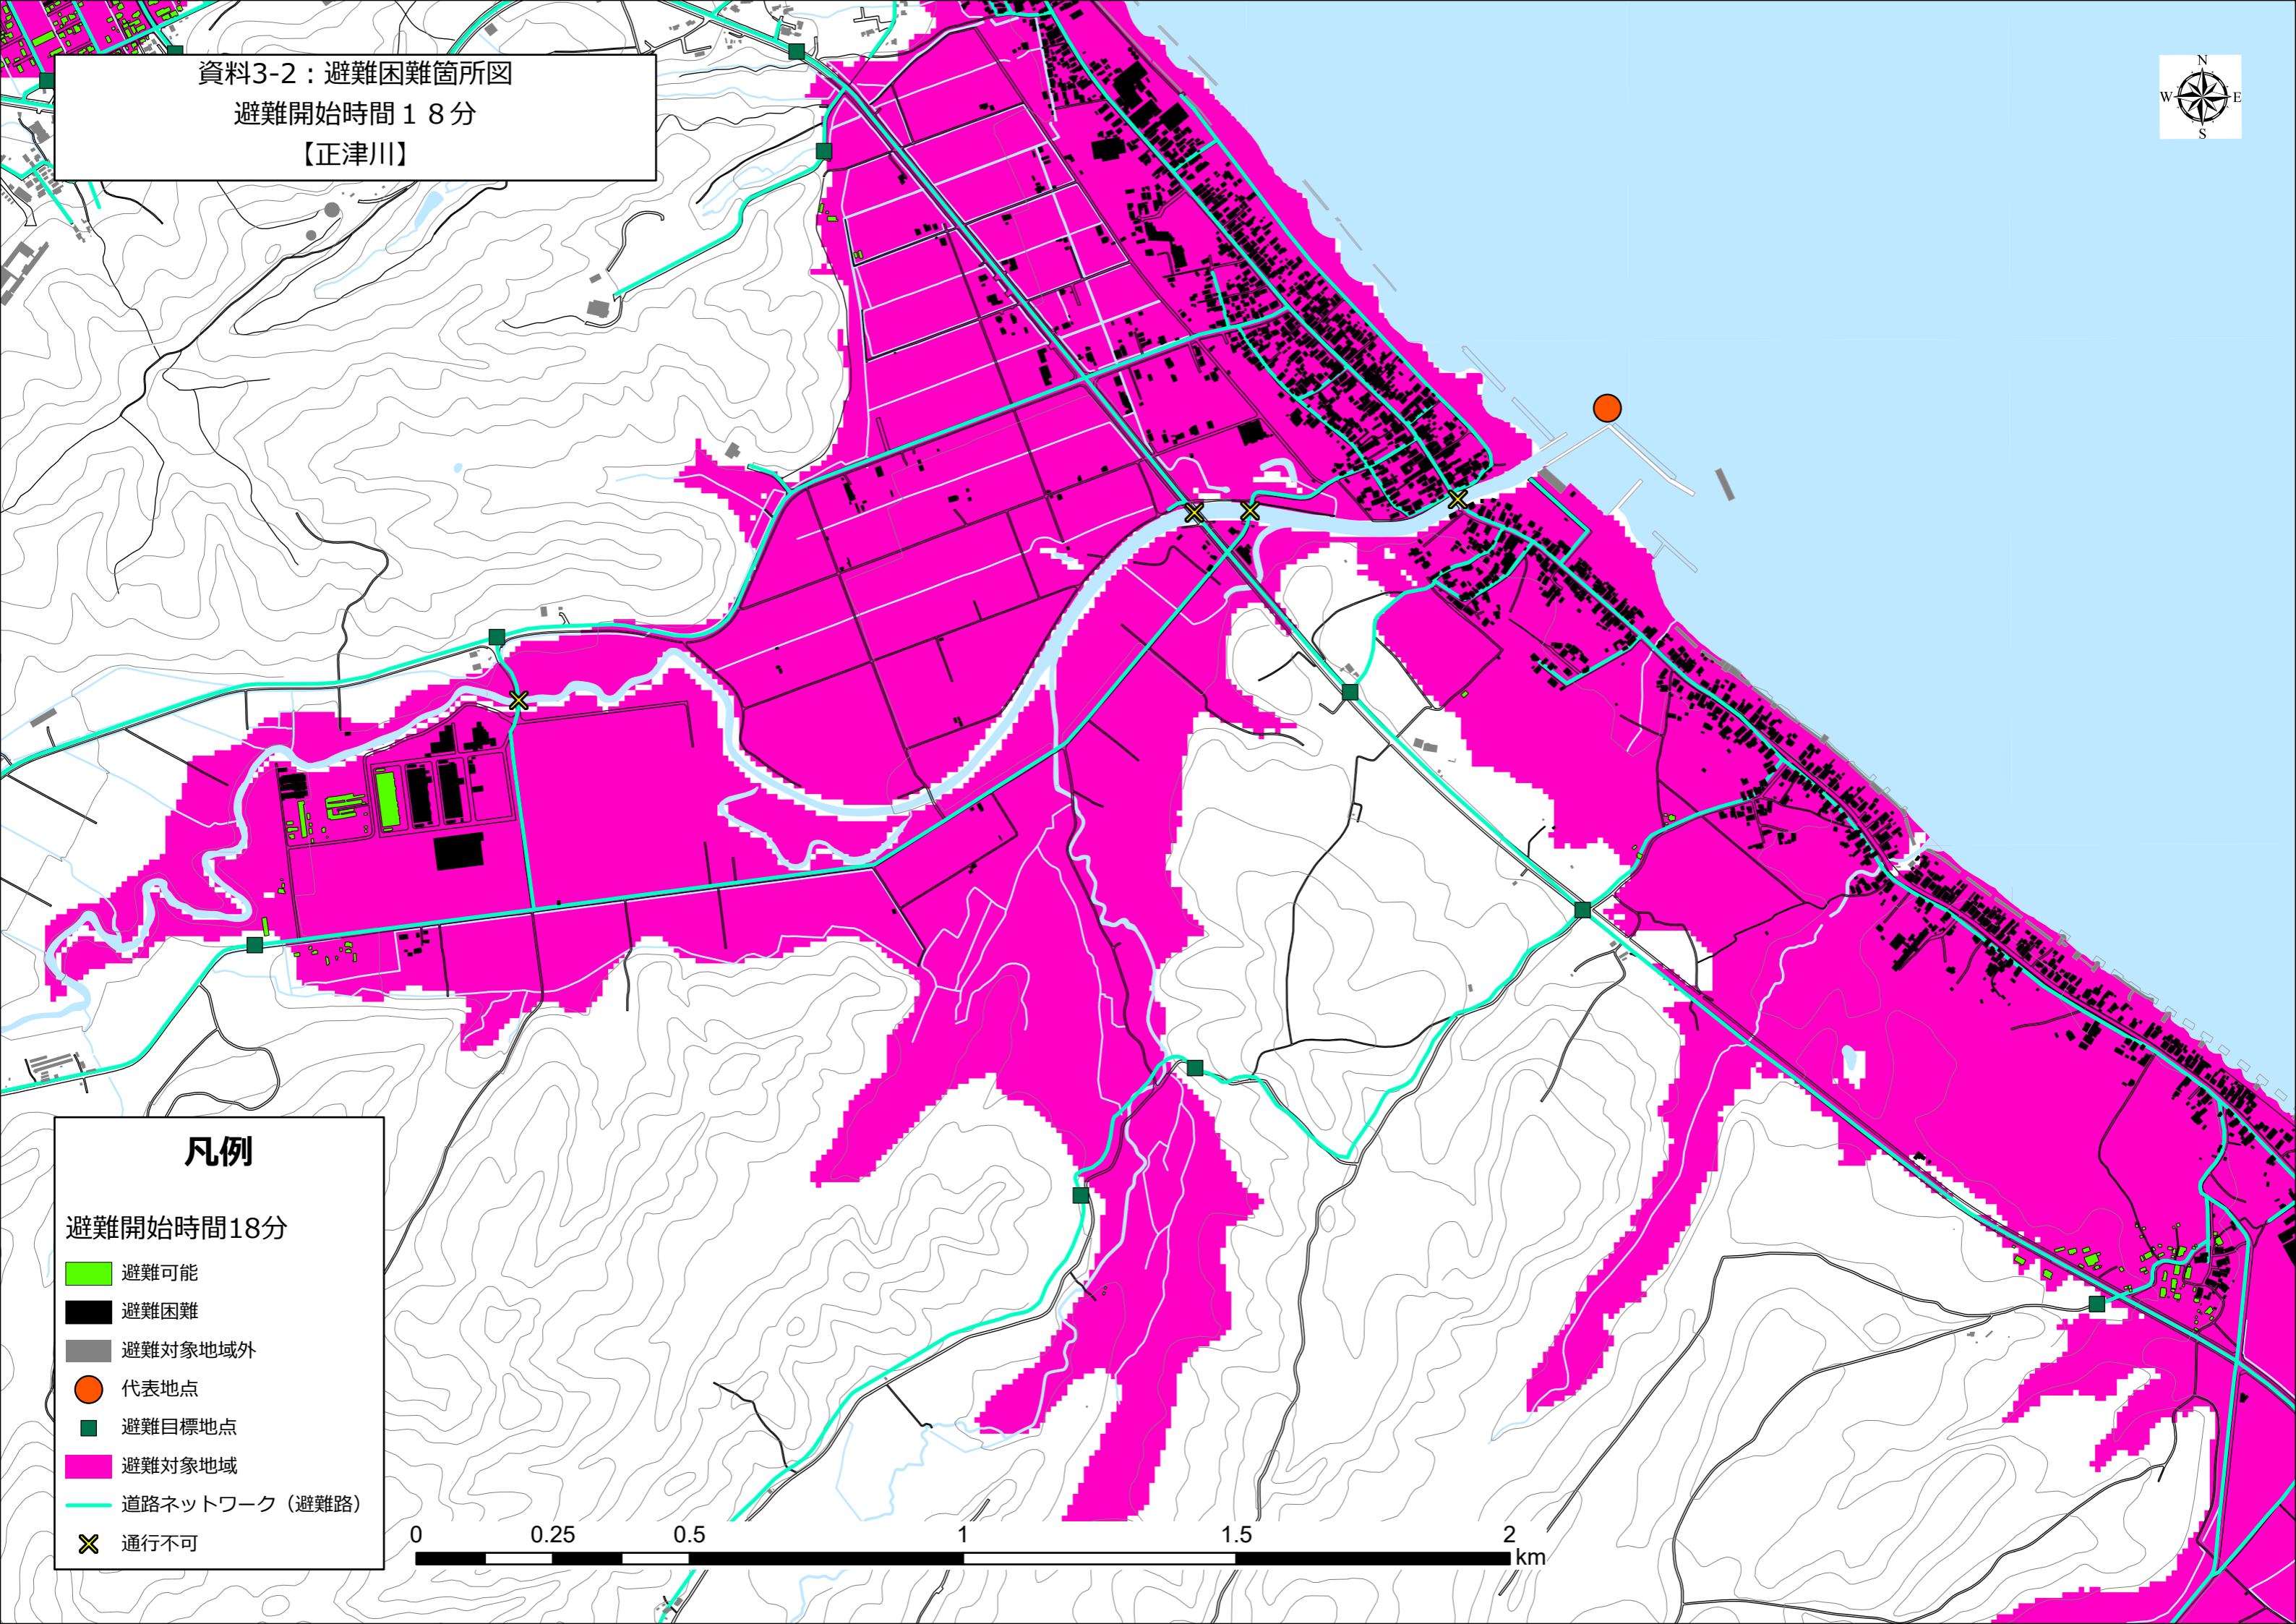 資料3-2：避難困難箇所図
避難開始時間１８分
【正津川】
N
W
E
S
凡例
避難開始時間18分
避難可能
避難困難
避難対象地域外
代表地点
避難目標地点
避難対象地域
道路ネットワーク（避難路）
通行不可
0 0.25 0.5 1 1.5 2
km